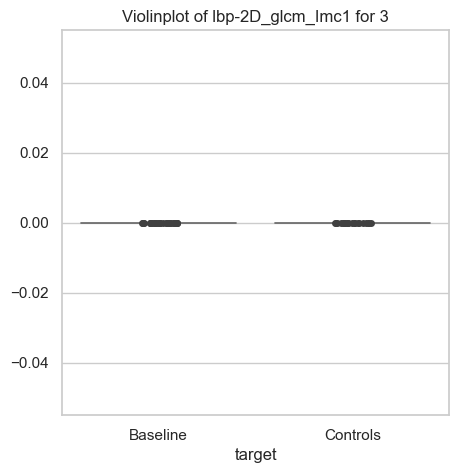 Violinplot of lbp-2D_glcm_Imc1 for 3
0.04
0.02
0.00
−0.02
−0.04
Baseline
Controls
target